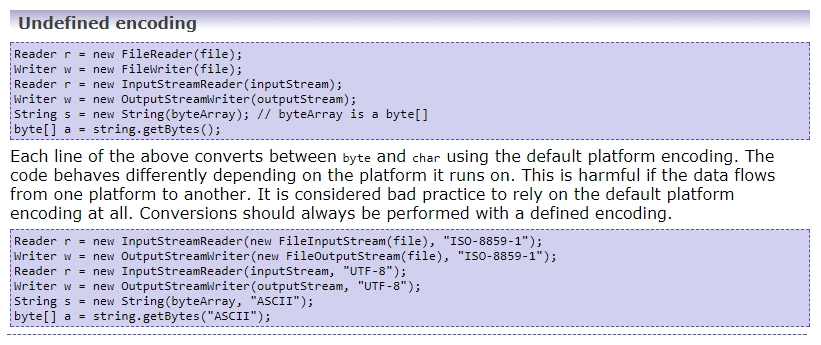 Undefined encoding
Reader r = new FileReader(file);
Writer w = new FileWriter(file);
Reader r = new InputStreamReader(inputStream);
Writer w = new OutputStreamWriter(outputStream);
String s = new String(byteArray); // byteArray is a byte[]
byte[] a = string.getBytes();
Each line of the above converts between byte and char using the default platform encoding. The
code behaves differently depending on the platform it runs on. This is harmful if the data flows
from one platform to another. It is considered bad practice to rely on the default platform
encoding at all. Conversions should always be performed with a defined encoding.
Reader r = new InputStreamReader(new FileInputStream(file), "ISO-8859-1");
Writer w = new OutputStreamWriter(new FileOutputStream(file), "ISO-8859-1");
Reader r = new InputStreamReader(inputStream, "UTF-8");
Writer w = new OutputStreamWriter(outputStream, "UTF-8");
String s = new String(byteArray, "ASCII");
byte[] a = string.getBytes("ASCII");